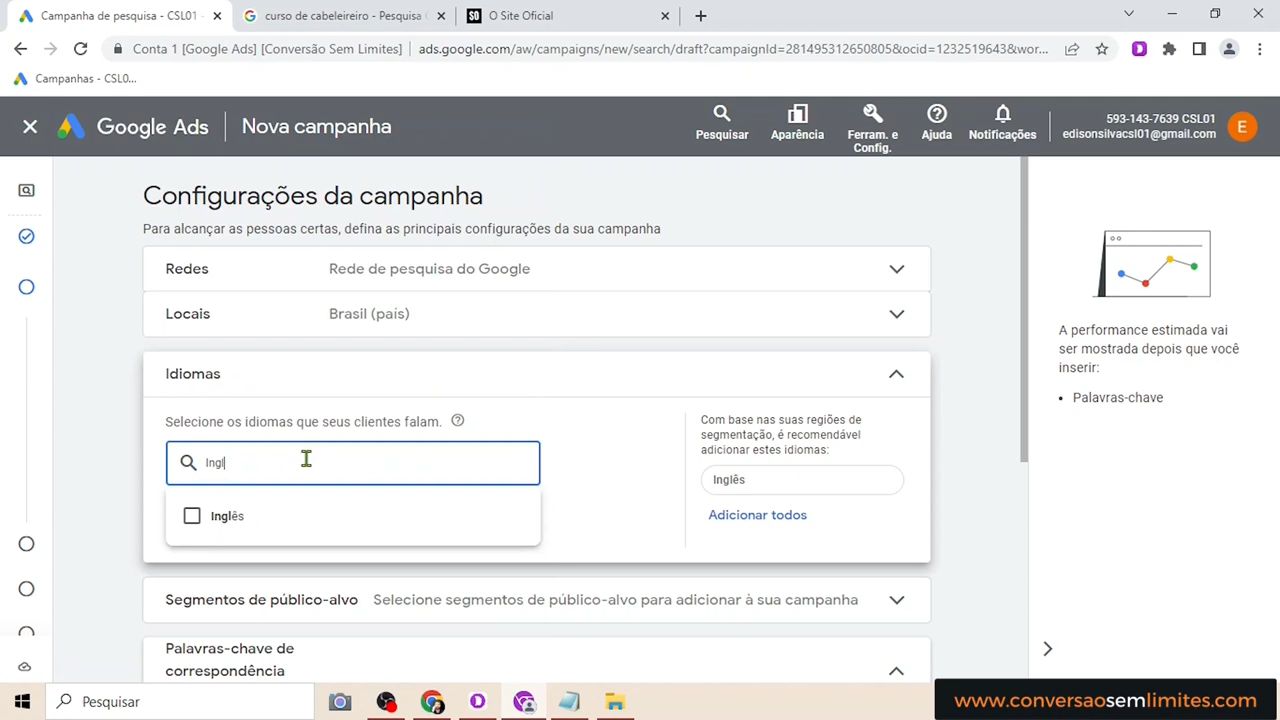 Campanha de pesquisa - CSL01 -
curso de cabeleireiro - Pesquisa
O Site Oficial
Conta 1 [Google Ads] [Conversão Sem Limites]
ads.google.com/aw/campaigns/new/search/draft?campaignId=281495312650805&ocid=1232519643&wor...
Campanhas - CSL0...
Google Ads
Nova campanha
Pesquisar
Aparência
Ferram. e
Config.
Ajuda
Notificações
593-143-7639 CSL01
edisonsilvacsl01@gmail.com
E
Configurações da campanha
Para alcançar as pessoas certas, defina as principais configurações da sua campanha
Redes
Rede de pesquisa do Google
Locais
Brasil (país)
Idiomas
Selecione os idiomas que seus clientes falam.
Ingl
Inglês
Com base nas suas regiões de
segmentação, é recomendável
adicionar estes idiomas:
Inglês
Adicionar todos
Segmentos de público-alvo
Selecione segmentos de público-alvo para adicionar à sua campanha
Palavras-chave de
correspondência
A performance estimada vai
ser mostrada depois que você
inserir:
• Palavras-chave
Pesquisar
www.conversaosemlimites.com